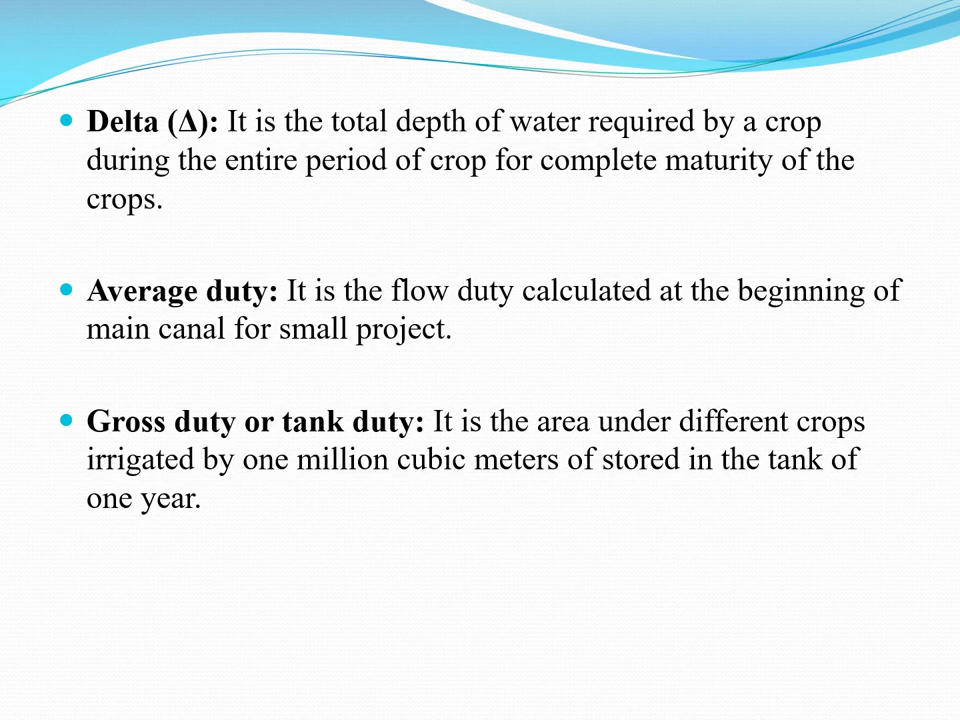 Delta (Δ): It is the total depth of water required by a crop
during the entire period of crop for complete maturity of the
crops.
Average duty: It is the flow duty calculated at the beginning of
main canal for small project.
Gross duty or tank duty: It is the area under different crops
irrigated by one million cubic meters of stored in the tank of
one year.